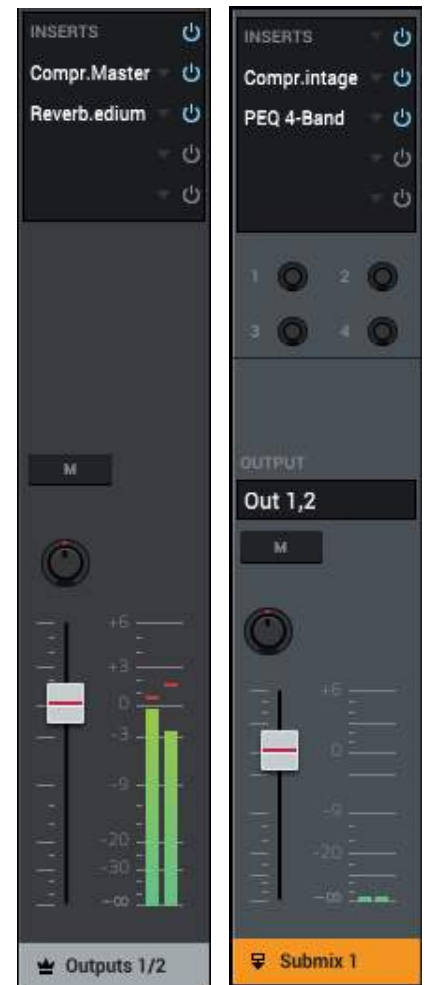 INSERTS
Compr.Master
Reverb.edium
M
+6
+3
0
-3
-9
-20
-30
-∞
Outputs 1/2
INSERTS
Compr.intage
PEQ 4-Band
1 2
3 4
OUTPUT
Out 1,2
M
+6
0
-9
-20
-∞
Submix 1